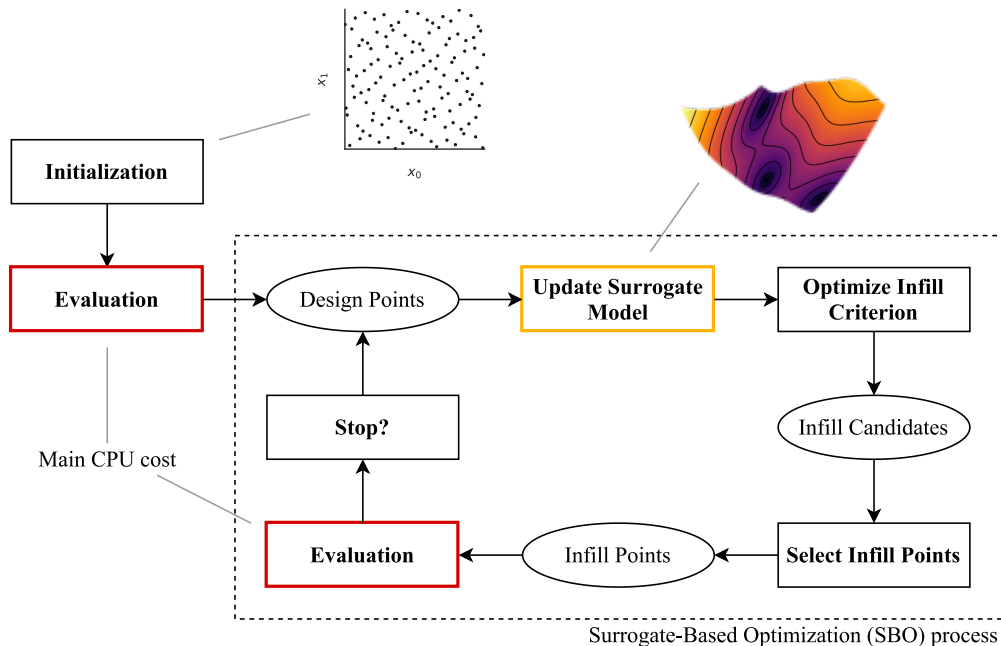 x₁
x₀
Initialization
Evaluation
Design Points
Update Surrogate
Model
Optimize Infill
Criterion
Stop?
Infill Candidates
Main CPU cost
Evaluation
Infill Points
Select Infill Points
Surrogate-Based Optimization (SBO) process